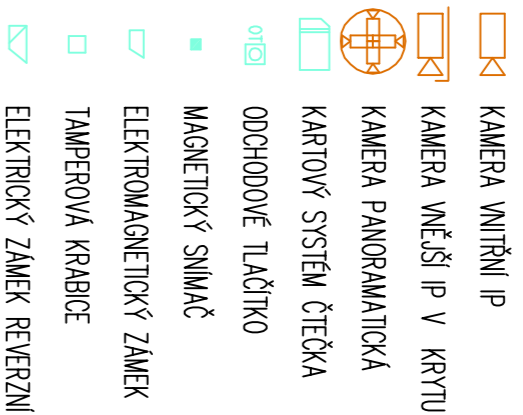 KAMERA VNITŘNÍ IP
KAMERA VNĚJŠÍ IP V KRYTU
KAMERA PANORAMATICKÁ
KARTOVÝ SYSTÉM ČTEČKA
OT
ODCHODOVÉ TLAČÍTKO
MAGNETICKÝ SNÍMAČ
ELEKTROMAGNETICKÝ ZÁMEK
TAMPEROVÁ KRABICE
ELEKTRICKÝ ZÁMEK REVERZNÍ